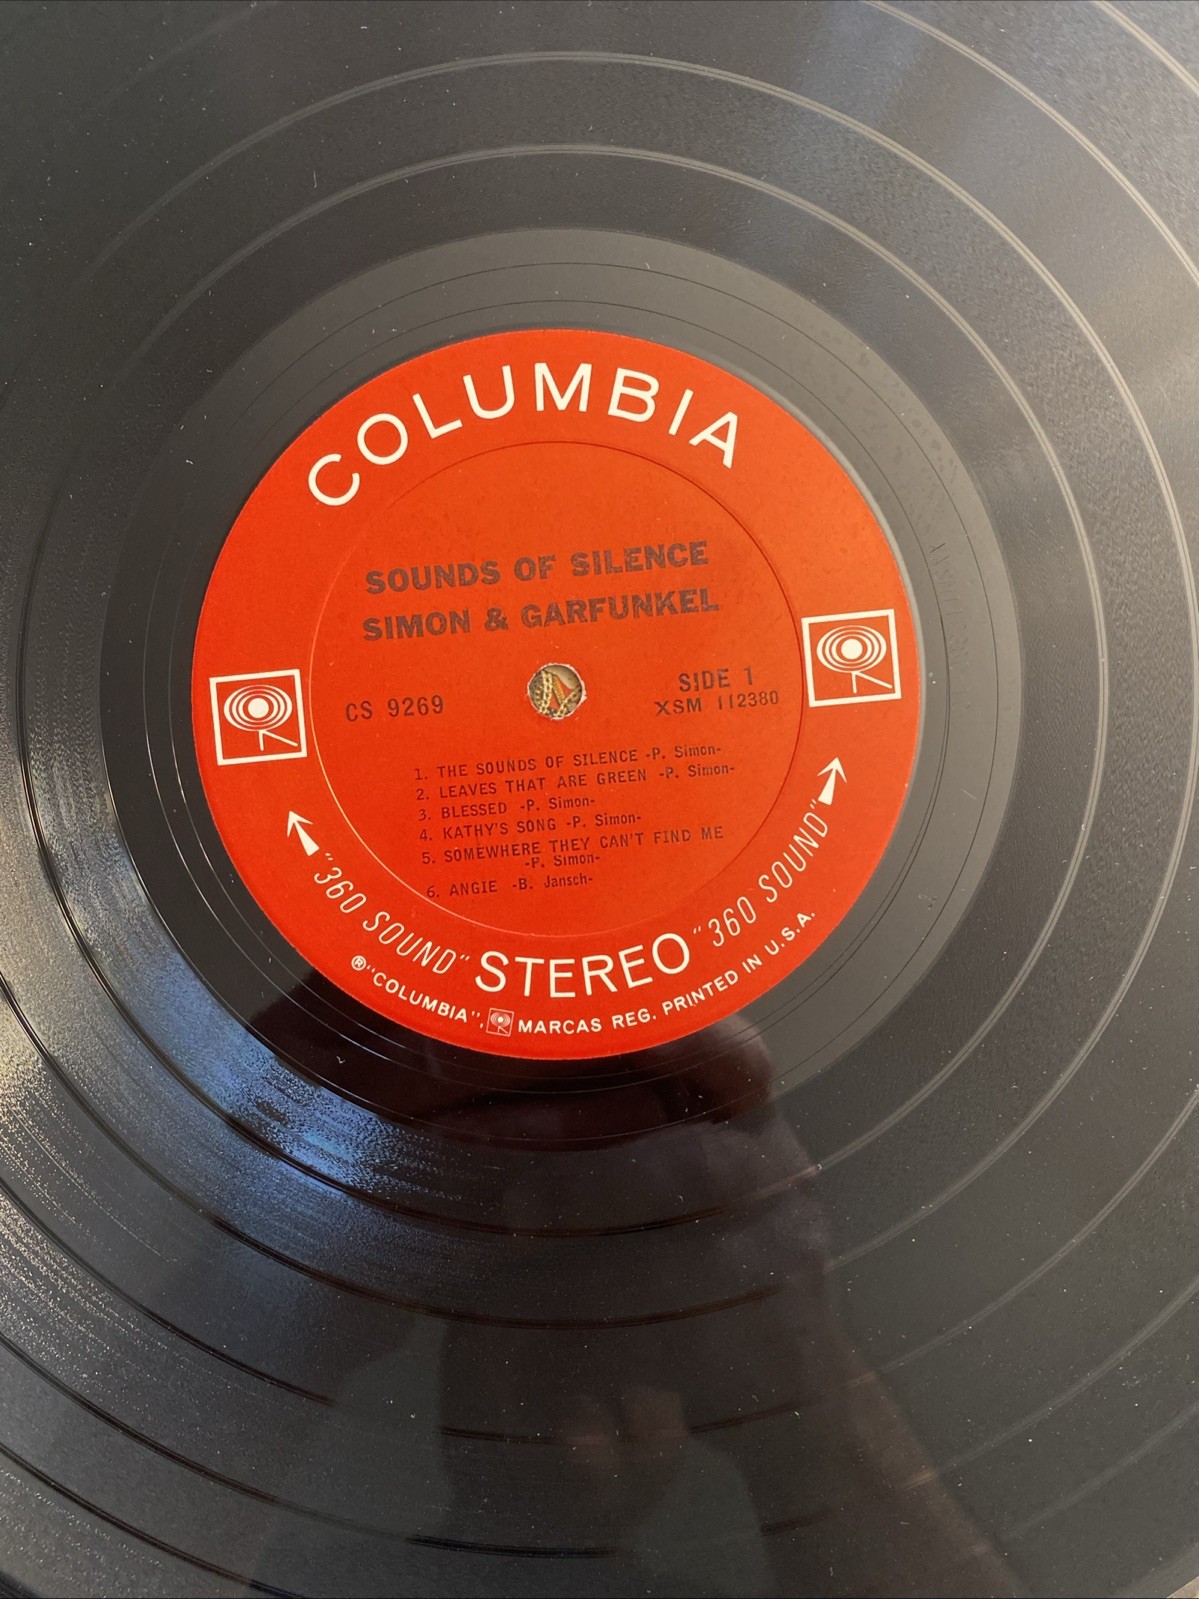 COLUMBIA
SOUNDS OF SILENCE
SIMON & GARFUNKEL
CS 9269
SIDE 1
XSM 112380
1. THE SOUNDS OF SILENCE -P. Simon-
2. LEAVES THAT ARE GREEN -P. Simon-
3. BLESSED -P. Simon-
4. KATHY'S SONG -P. Simon-
5. SOMEWHERE THEY CAN'T FIND ME
-P. Simon-
6. ANGIE -B. Jansch-
"360 SOUND" STEREO "360 SOUND"
® "COLUMBIA", MARCAS REG. PRINTED IN U.S.A.